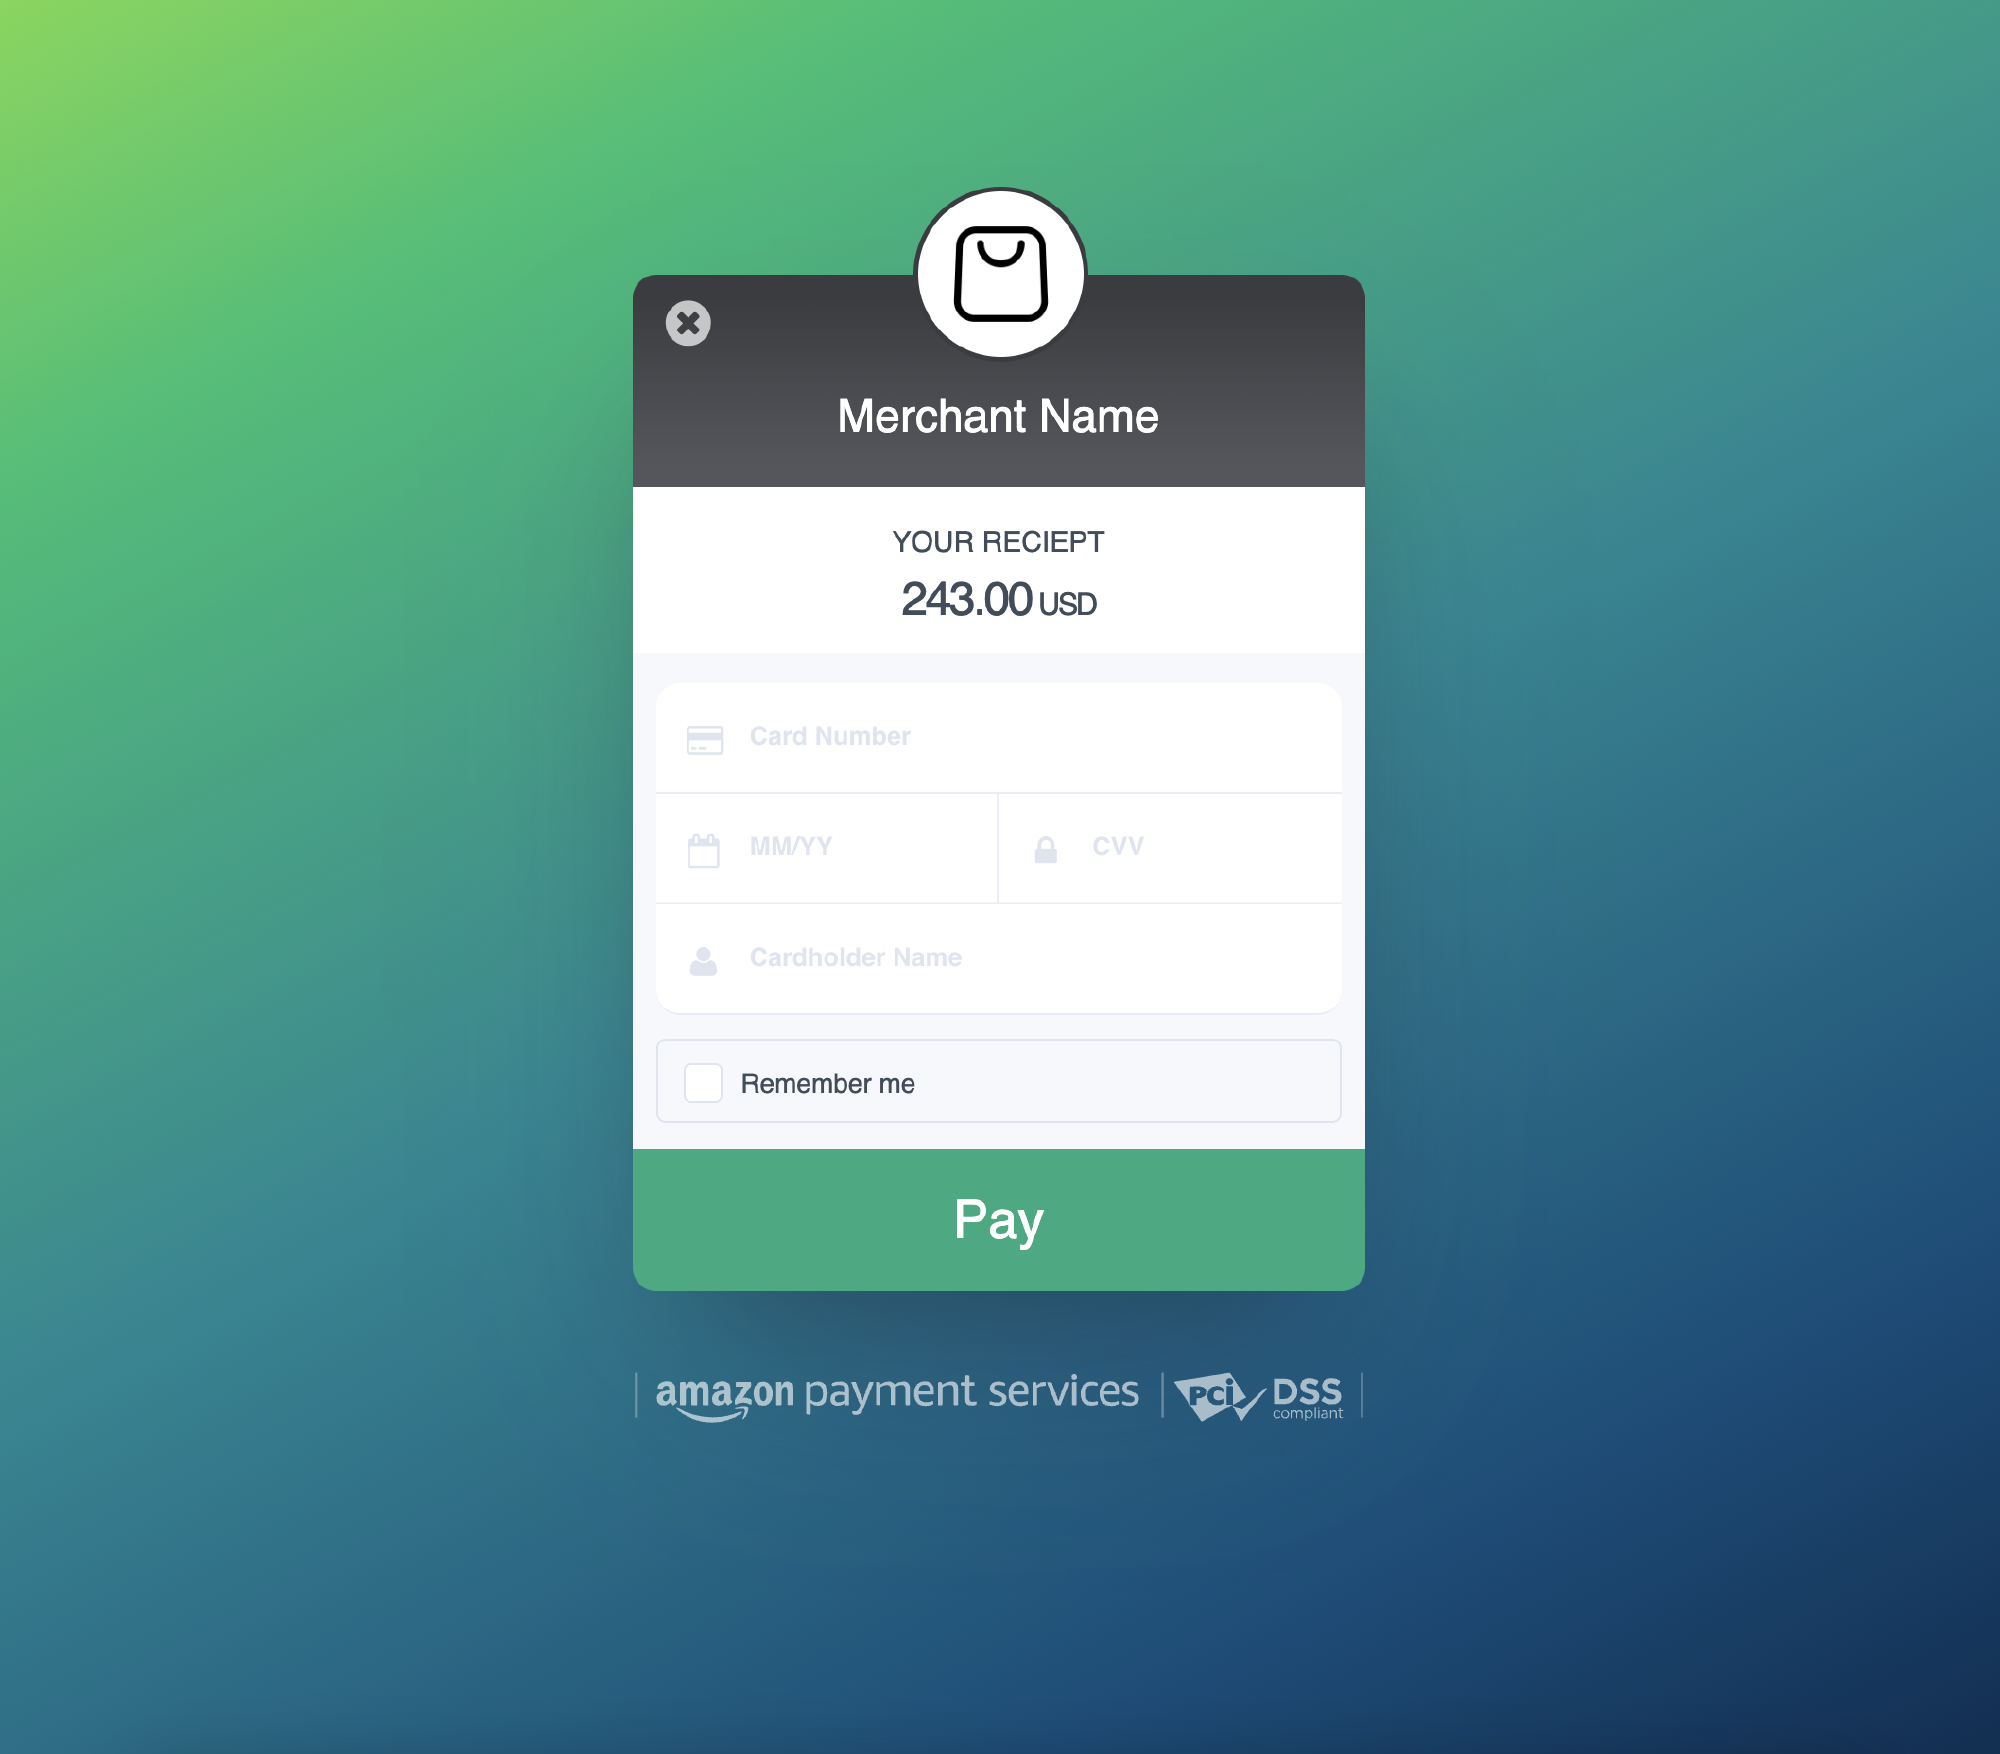 Merchant Name
YOUR RECIEPT
243.00 USD
Card Number
MM/YY
CVV
Cardholder Name
Remember me
Pay
amazon payment services
PCi DSS
compliant